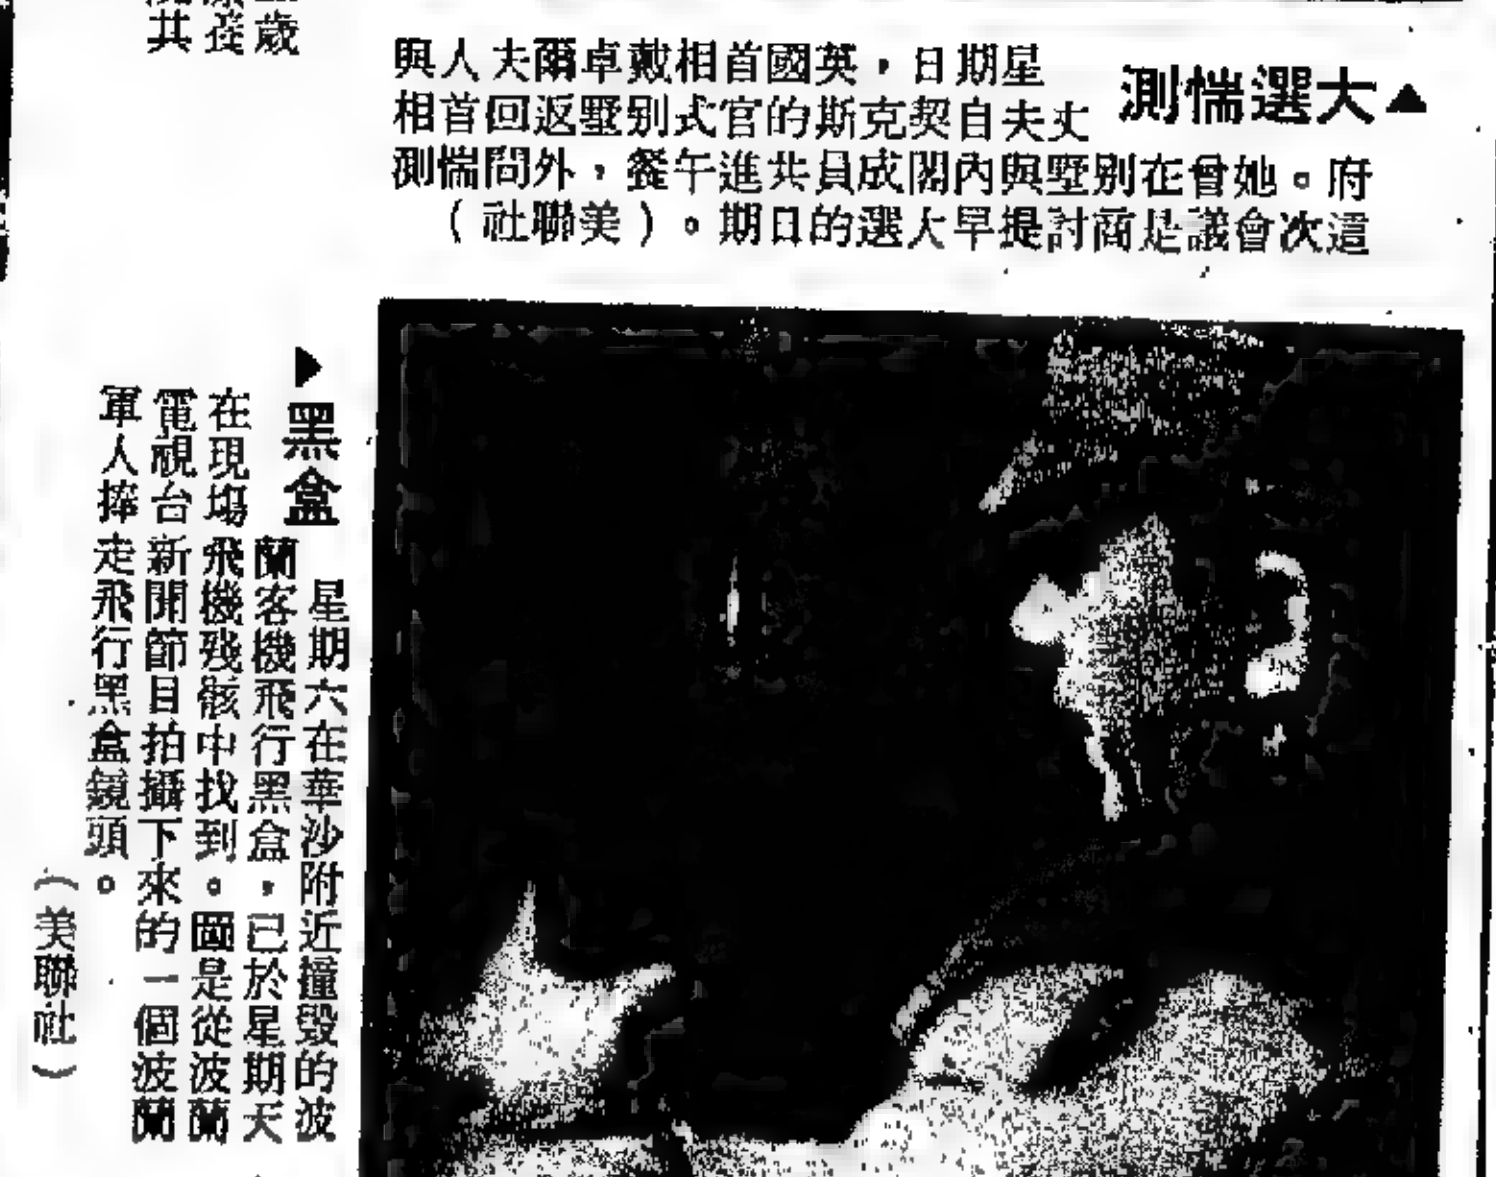 ▲大選惴測
星期日，英國首相戴卓爾夫人與
丈夫自契克斯的官式別墅返回首相
府。她曾在別墅與內閣成員共進午餐，外間惴測
這次會議是商討提早大選的日期。（美聯社）
歲
其
▶黑盒
星期六在華沙附近撞毀的波
蘭客機飛行黑盒，已於星期天
在現塲飛機殘骸中找到。圖是從波蘭
電視台新聞節目拍攝下來的一個波蘭
軍人捧走飛行黑盒鏡頭。
（美聯社）